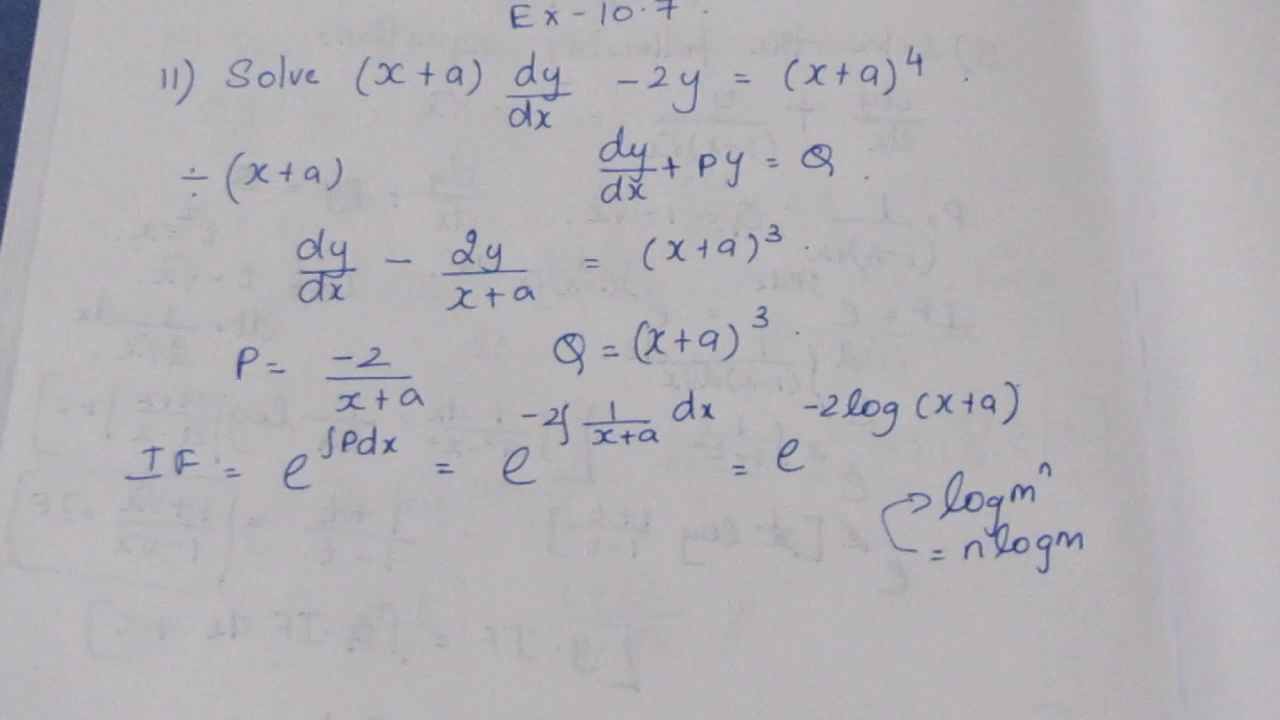 Ex-10.7.
11) Solve (x+a) dy/dx - 2y = (x+a)^4.
÷ (x+a) dy/dx + Py = Q.
dy/dx - 2y/(x+a) = (x+a)^3.
P = -2/(x+a) Q = (x+a)^3.
IF = e^(∫Pdx) = e^(-2∫ 1/(x+a) dx) = e^(-2log(x+a))
→ log m^n
= n log m